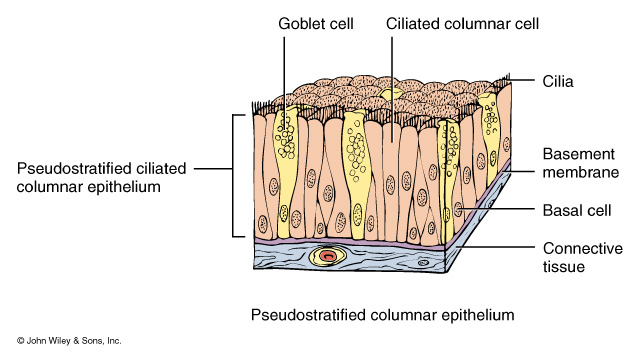 Goblet cell
Ciliated columnar cell
Cilia
Pseudostratified ciliated
columnar epithelium
Basement
membrane
Basal cell
Connective
tissue
Pseudostratified columnar epithelium
© John Wiley & Sons, Inc.